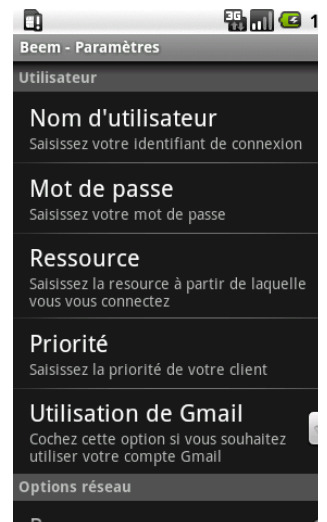 3G 1
Beem - Paramètres
Utilisateur
Nom d'utilisateur
Saisissez votre identifiant de connexion
Mot de passe
Saisissez votre mot de passe
Ressource
Saisissez la resource à partir de laquelle
vous vous connectez
Priorité
Saisissez la priorité de votre client
Utilisation de Gmail
Cochez cette option si vous souhaitez
utiliser votre compte Gmail
Options réseau